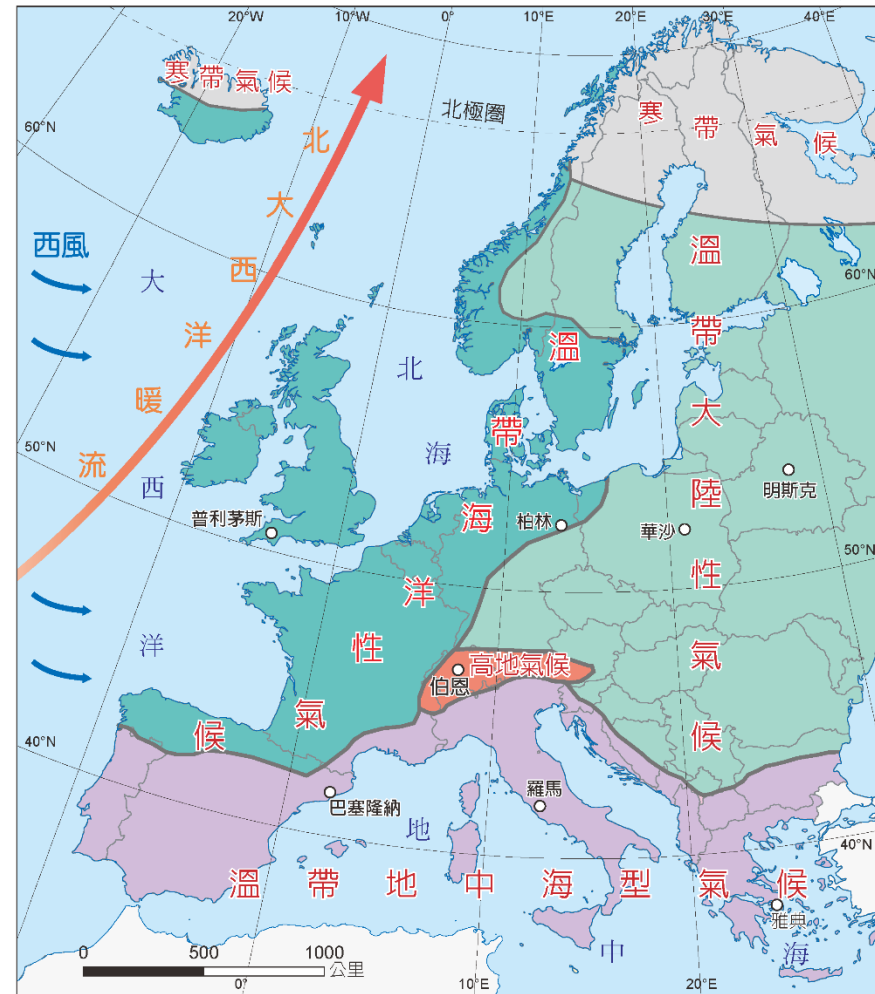 20°W
10°W
0°
10°E
20°E
30°E
40°E
寒帶氣候
60°N
北極圈
寒帶氣候
北大西洋暖流
西風
大西洋
北海
溫帶大陸性氣候
60°N
溫帶海洋性氣候
50°N
普利茅斯
柏林
華沙
明斯克
50°N
高地氣候
伯恩
40°N
巴塞隆納
羅馬
地中海
40°N
溫帶地中海型氣候
雅典
0
500
1000
公里
0°
10°E
20°E